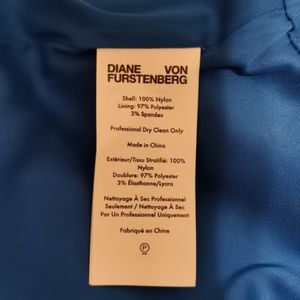 DIANE VON
FURSTENBERG
Shell: 100% Nylon
Lining: 97% Polyester
3% Spandex
Professional Dry Clean Only
Made in China
Extérieur/Tissu Stratifié: 100%
Nylon
Doublure: 97% Polyester
3% Élasthanne/Lycra
Nettoyage À Sec Professionnel
Seulement / Nettoyage À Sec
Par Un Professionnel Uniquement
Fabriqué en Chine
P